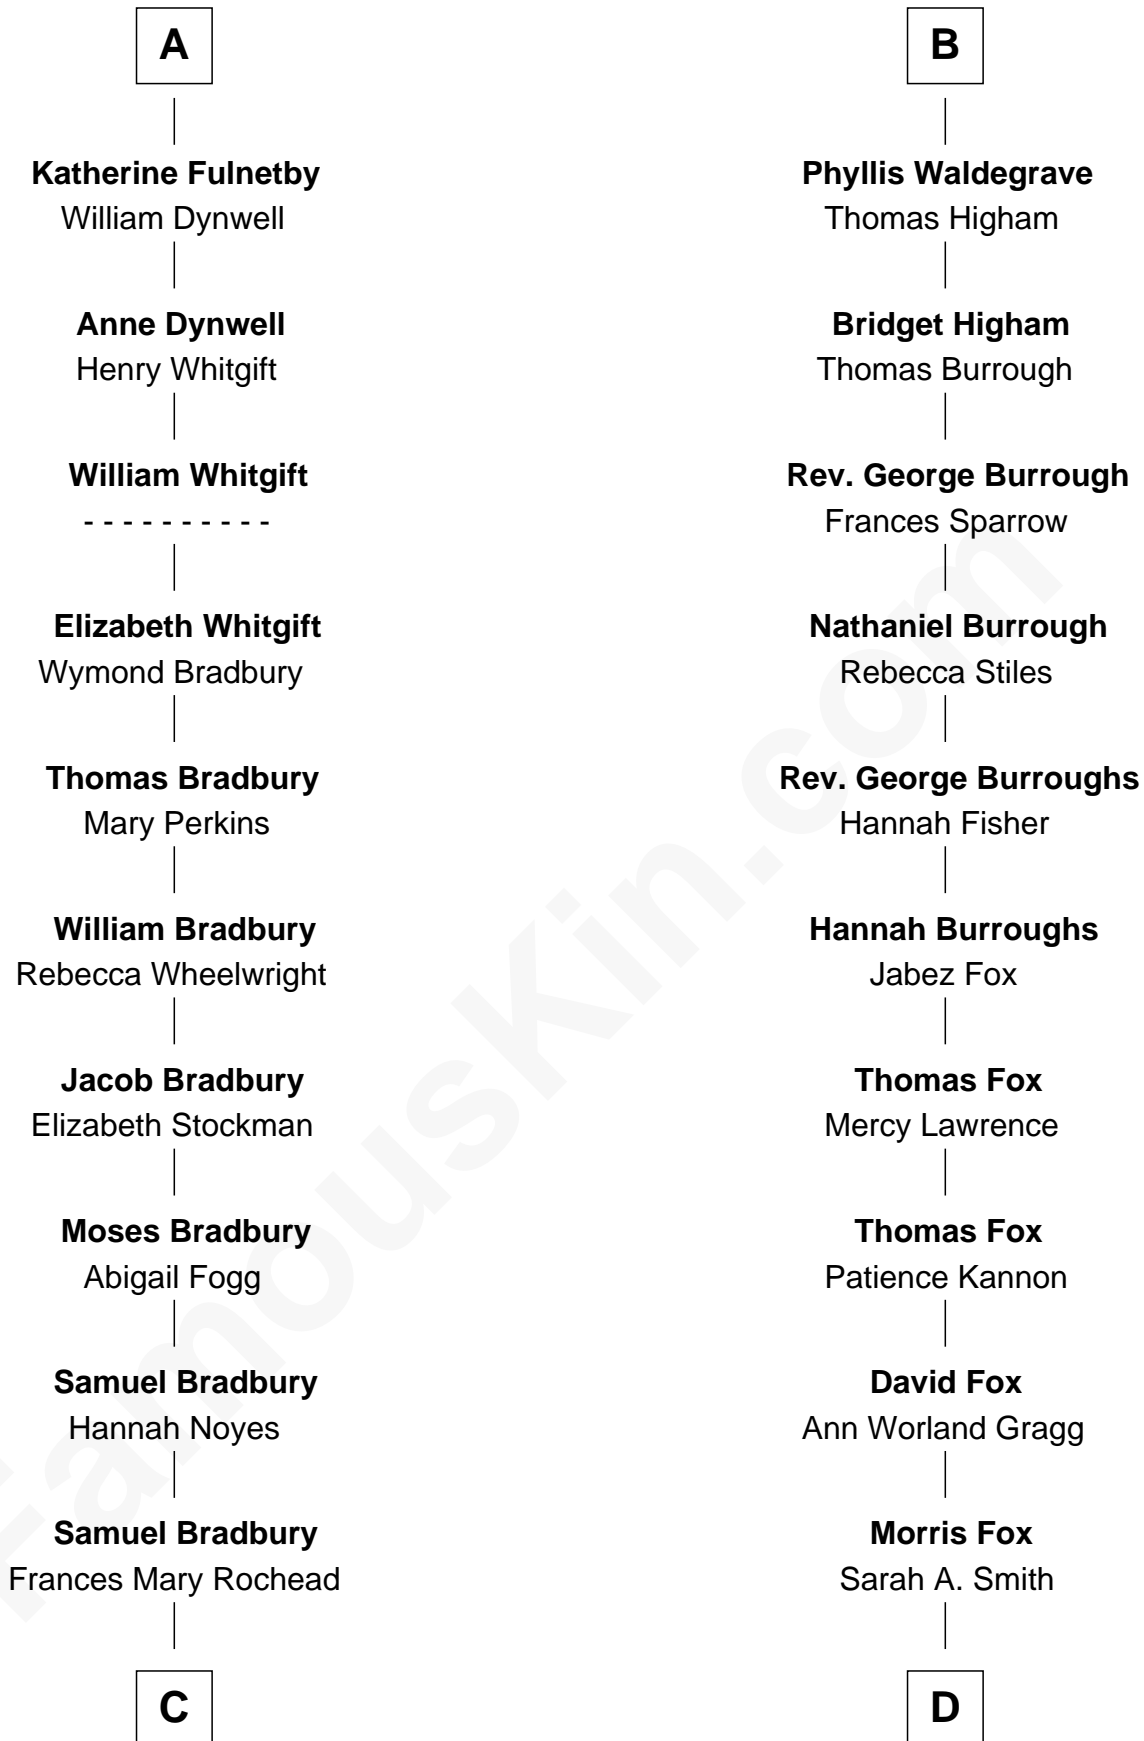 A
Katherine Fulnetby
William Dynwell
Anne Dynwell
Henry Whitgift
William Whitgift
- - - - - - - - - -
Elizabeth Whitgift
Wymond Bradbury
Thomas Bradbury
Mary Perkins
William Bradbury
Rebecca Wheelwright
Jacob Bradbury
Elizabeth Stockman
Moses Bradbury
Abigail Fogg
Samuel Bradbury
Hannah Noyes
Samuel Bradbury
Frances Mary Rochead
C
B
Phyllis Waldegrave
Thomas Higham
Bridget Higham
Thomas Burrough
Rev. George Burrough
Frances Sparrow
Nathaniel Burrough
Rebecca Stiles
Rev. George Burroughs
Hannah Fisher
Hannah Burroughs
Jabez Fox
Thomas Fox
Mercy Lawrence
Thomas Fox
Patience Kannon
David Fox
Ann Worland Gragg
Morris Fox
Sarah A. Smith
D
FamousKin.com